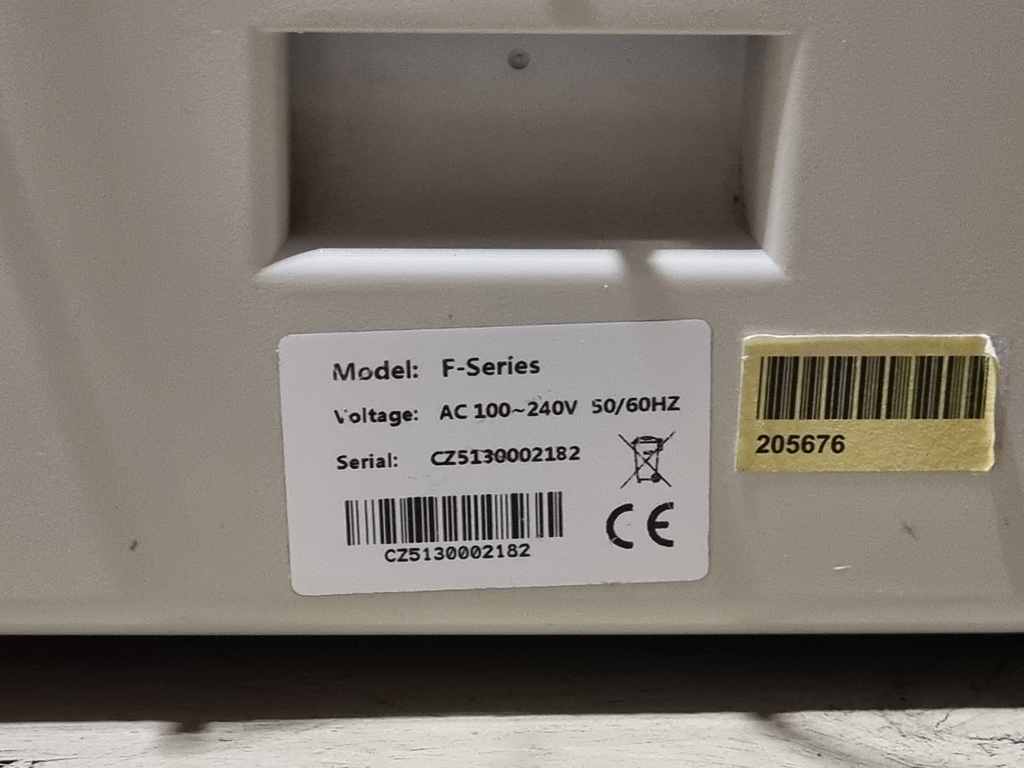 Model: F-Series
Voltage: AC 100~240V 50/60HZ
Serial: CZ5130002182
CZ5130002182
CE
205676